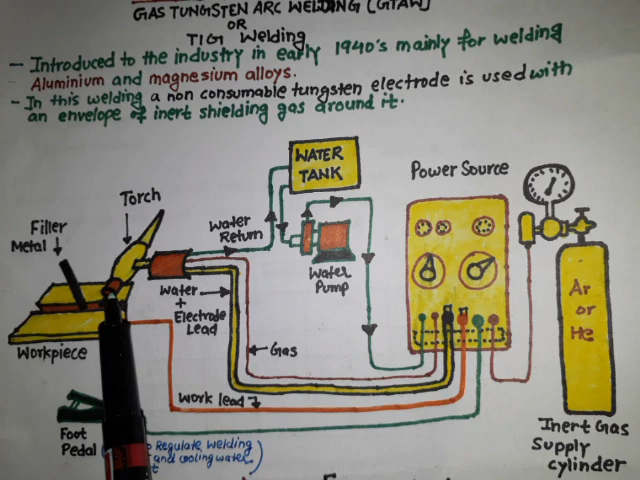 GAS TUNGSTEN ARC WELDING (GTAW)
OR
TIG Welding
– Introduced to the industry in early 1940's mainly for welding
Aluminium and magnesium alloys.
– In this welding a non consumable tungsten electrode is used with
an envelope of inert shielding gas around it.
WATER
TANK
Power Source
Torch
Filler
Metal
Water
Return
Water
Pump
Water
+
Electrode
Lead
Ar
or
He
Workpiece
Gas
Work lead
Foot
Pedal
Regulate welding
and cooling water
Inert Gas
Supply
cylinder